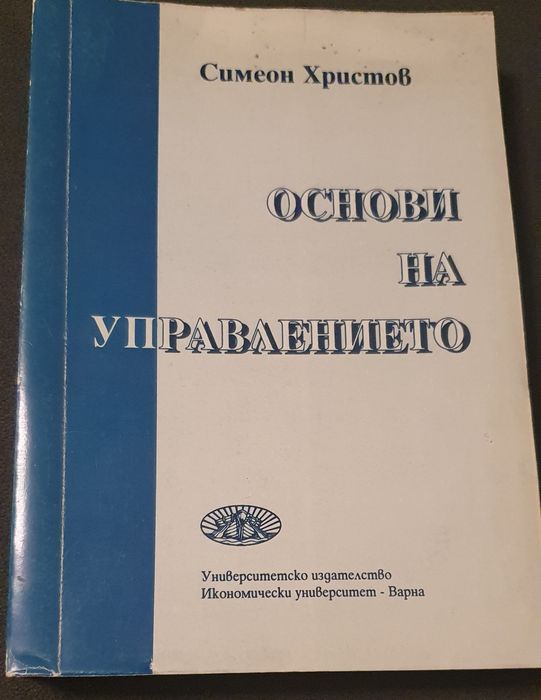 Симеон Христов
ОСНОВИ
НА
УПРАВЛЕНИЕТО
Университетско издателство
Икономически университет - Варна